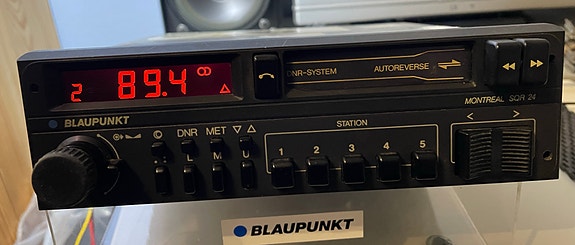 2 89.4
DNR-SYSTEM AUTOREVERSE
MONTREAL SQR 24
BLAUPUNKT
© DNR MET
STATION
L M U
1 2 3 4 5
BLAUPUNKT